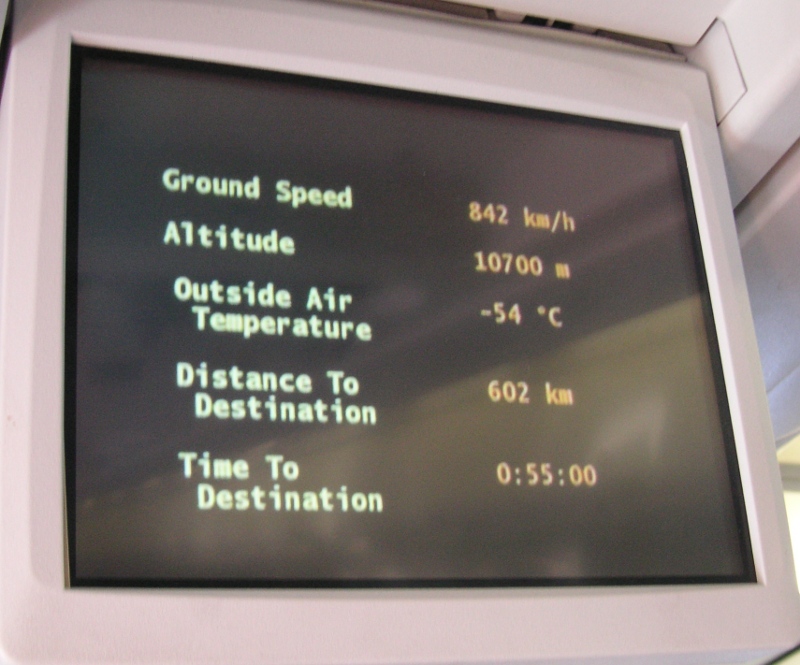 Ground Speed 842 km/h
Altitude 10700 m
Outside Air
Temperature -54 °C
Distance To
Destination 602 km
Time To
Destination 0:55:00